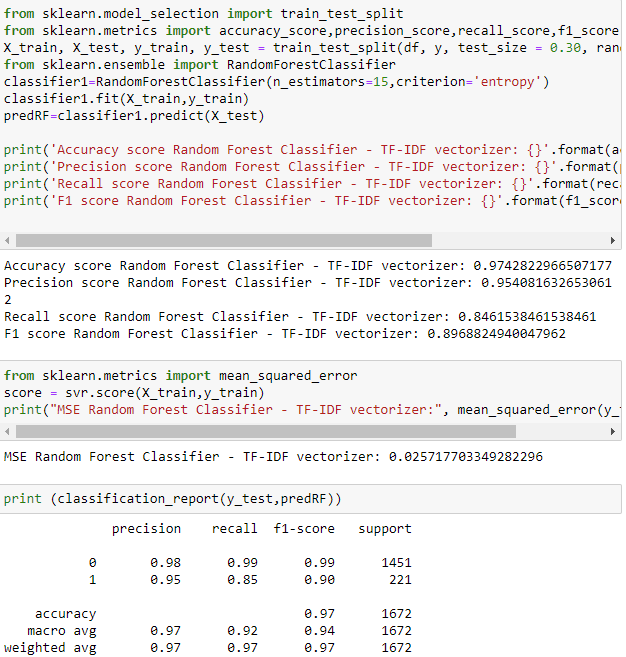 from sklearn.model_selection import train_test_split
from sklearn.metrics import accuracy_score,precision_score,recall_score,f1_score
X_train, X_test, y_train, y_test = train_test_split(df, y, test_size = 0.30, ran
from sklearn.ensemble import RandomForestClassifier
classifier1=RandomForestClassifier(n_estimators=15,criterion='entropy')
classifier1.fit(X_train,y_train)
predRF=classifier1.predict(X_test)
print('Accuracy score Random Forest Classifier - TF-IDF vectorizer: {}'.format(a
print('Precision score Random Forest Classifier - TF-IDF vectorizer: {}'.format(
print('Recall score Random Forest Classifier - TF-IDF vectorizer: {}'.format(rec
print('F1 score Random Forest Classifier - TF-IDF vectorizer: {}'.format(f1_scor
Accuracy score Random Forest Classifier - TF-IDF vectorizer: 0.9742822966507177
Precision score Random Forest Classifier - TF-IDF vectorizer: 0.954081632653061
2
Recall score Random Forest Classifier - TF-IDF vectorizer: 0.8461538461538461
F1 score Random Forest Classifier - TF-IDF vectorizer: 0.8968824940047962
from sklearn.metrics import mean_squared_error
score = svr.score(X_train,y_train)
print("MSE Random Forest Classifier - TF-IDF vectorizer:", mean_squared_error(y_
MSE Random Forest Classifier - TF-IDF vectorizer: 0.025717703349282296
print (classification_report(y_test,predRF))
precision recall f1-score support
0 0.98 0.99 0.99 1451
1 0.95 0.85 0.90 221
accuracy 0.97 1672
macro avg 0.97 0.92 0.94 1672
weighted avg 0.97 0.97 0.97 1672